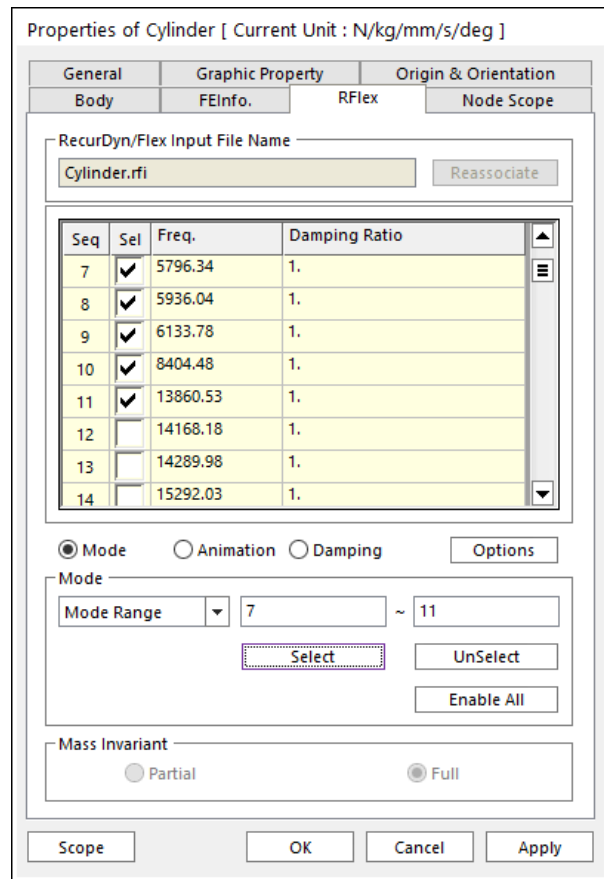 Properties of Cylinder [ Current Unit : N/kg/mm/s/deg ]
General Graphic Property Origin & Orientation
Body FEInfo. RFlex Node Scope
RecurDyn/Flex Input File Name
Cylinder.rfi Reassociate
Seq Sel Freq. Damping Ratio
7 5796.34 1.
8 5936.04 1.
9 6133.78 1.
10 8404.48 1.
11 13860.53 1.
12 14168.18 1.
13 14289.98 1.
14 15292.03 1.
Mode Animation Damping Options
Mode
Mode Range 7 ~ 11
Select UnSelect
Enable All
Mass Invariant
Partial Full
Scope OK Cancel Apply